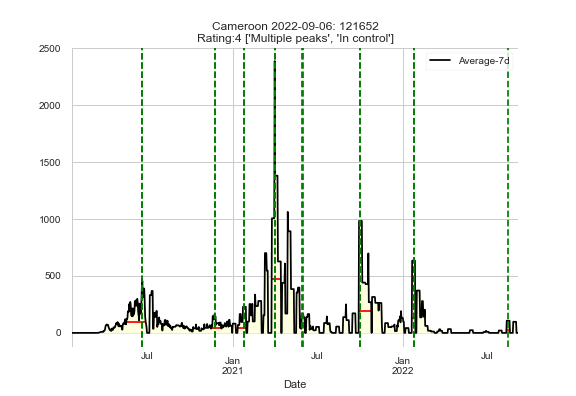 Cameroon 2022-09-06: 121652
Rating:4 ['Multiple peaks', 'In control']
2500
Average-7d
2000
1500
1000
500
0
Jul
Jan
2021
Jul
Jan
2022
Jul
Date